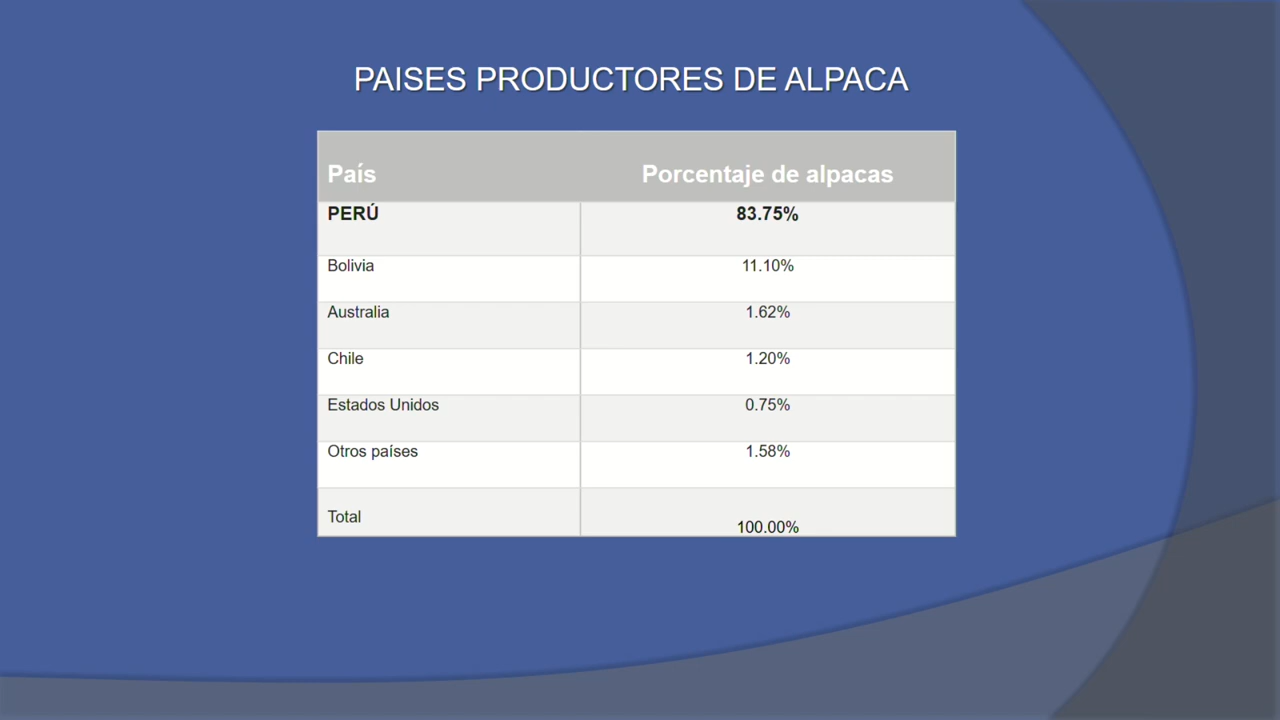 PAISES PRODUCTORES DE ALPACA
País Porcentaje de alpacas
PERÚ 83.75%
Bolivia 11.10%
Australia 1.62%
Chile 1.20%
Estados Unidos 0.75%
Otros países 1.58%
Total 100.00%